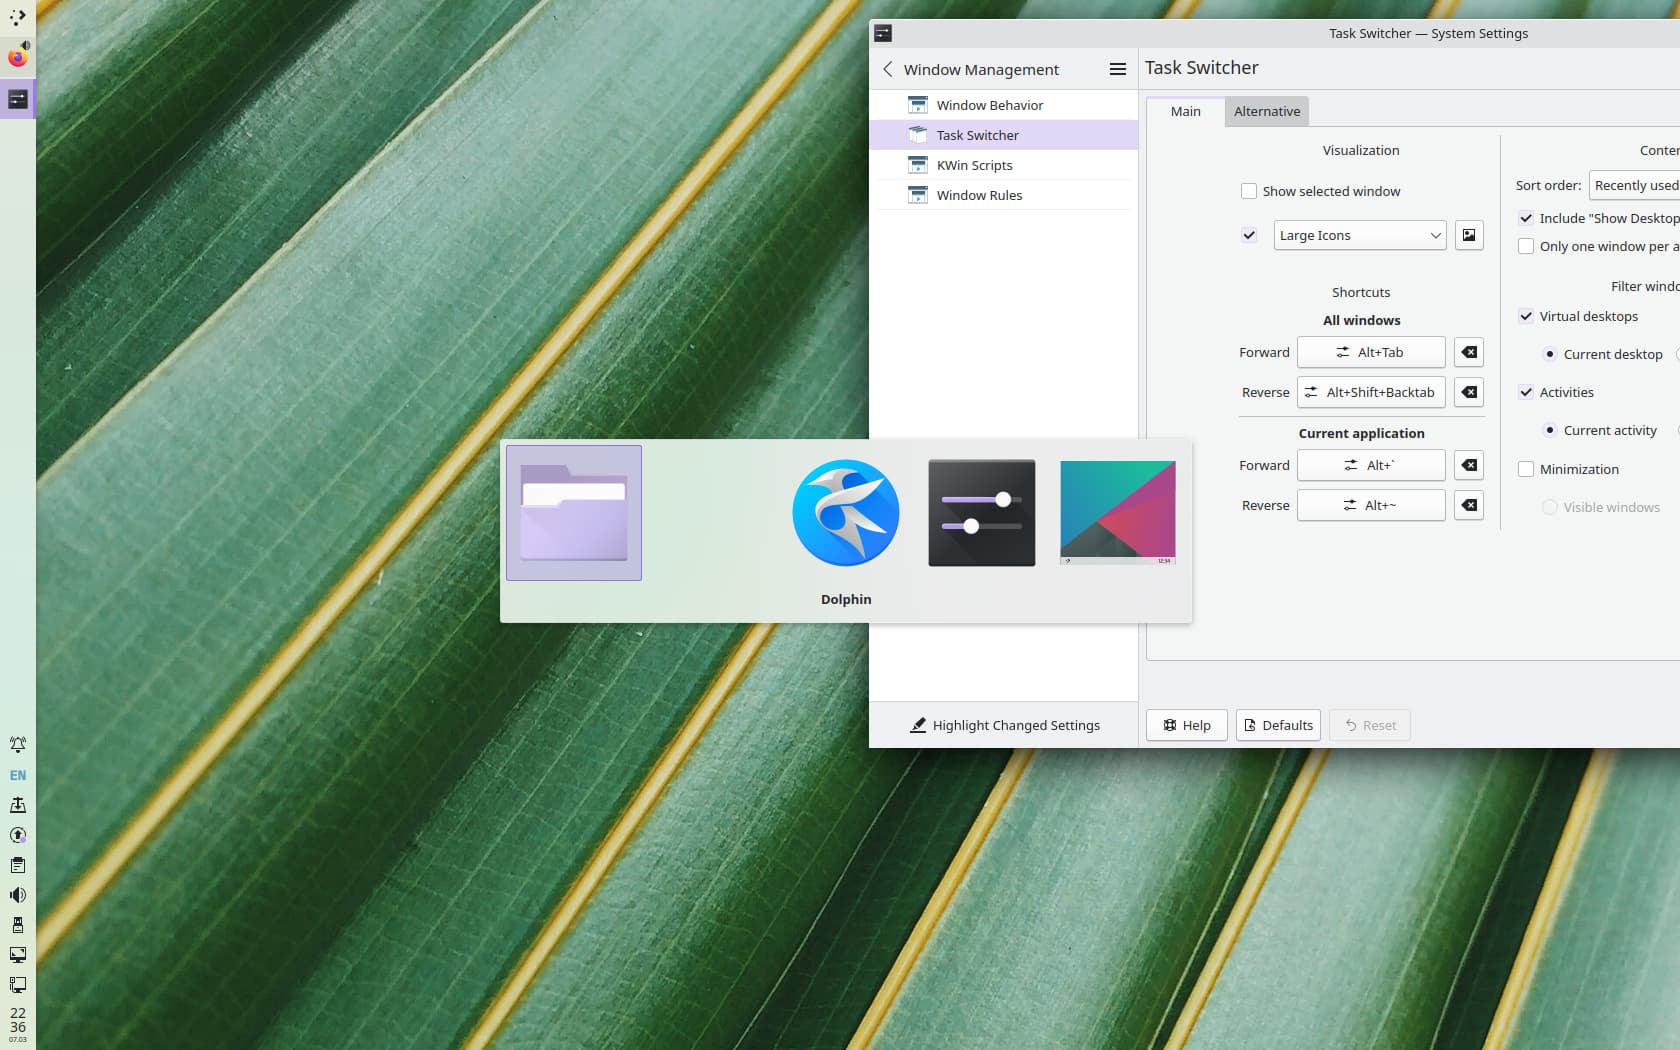 Task Switcher — System Settings
Window Management
Task Switcher
Window Behavior
Task Switcher
KWin Scripts
Window Rules
Main
Alternative
Visualization
Show selected window
Large Icons
Shortcuts
All windows
Forward
Alt+Tab
Reverse
Alt+Shift+Backtab
Current application
Forward
Alt+`
Reverse
Alt+~
Conten
Sort order:
Recently used
Include "Show Desktop
Only one window per a
Filter windo
Virtual desktops
Current desktop
Activities
Current activity
Minimization
Visible windows
Dolphin
Highlight Changed Settings
Help
Defaults
Reset
EN
22
36
07.03